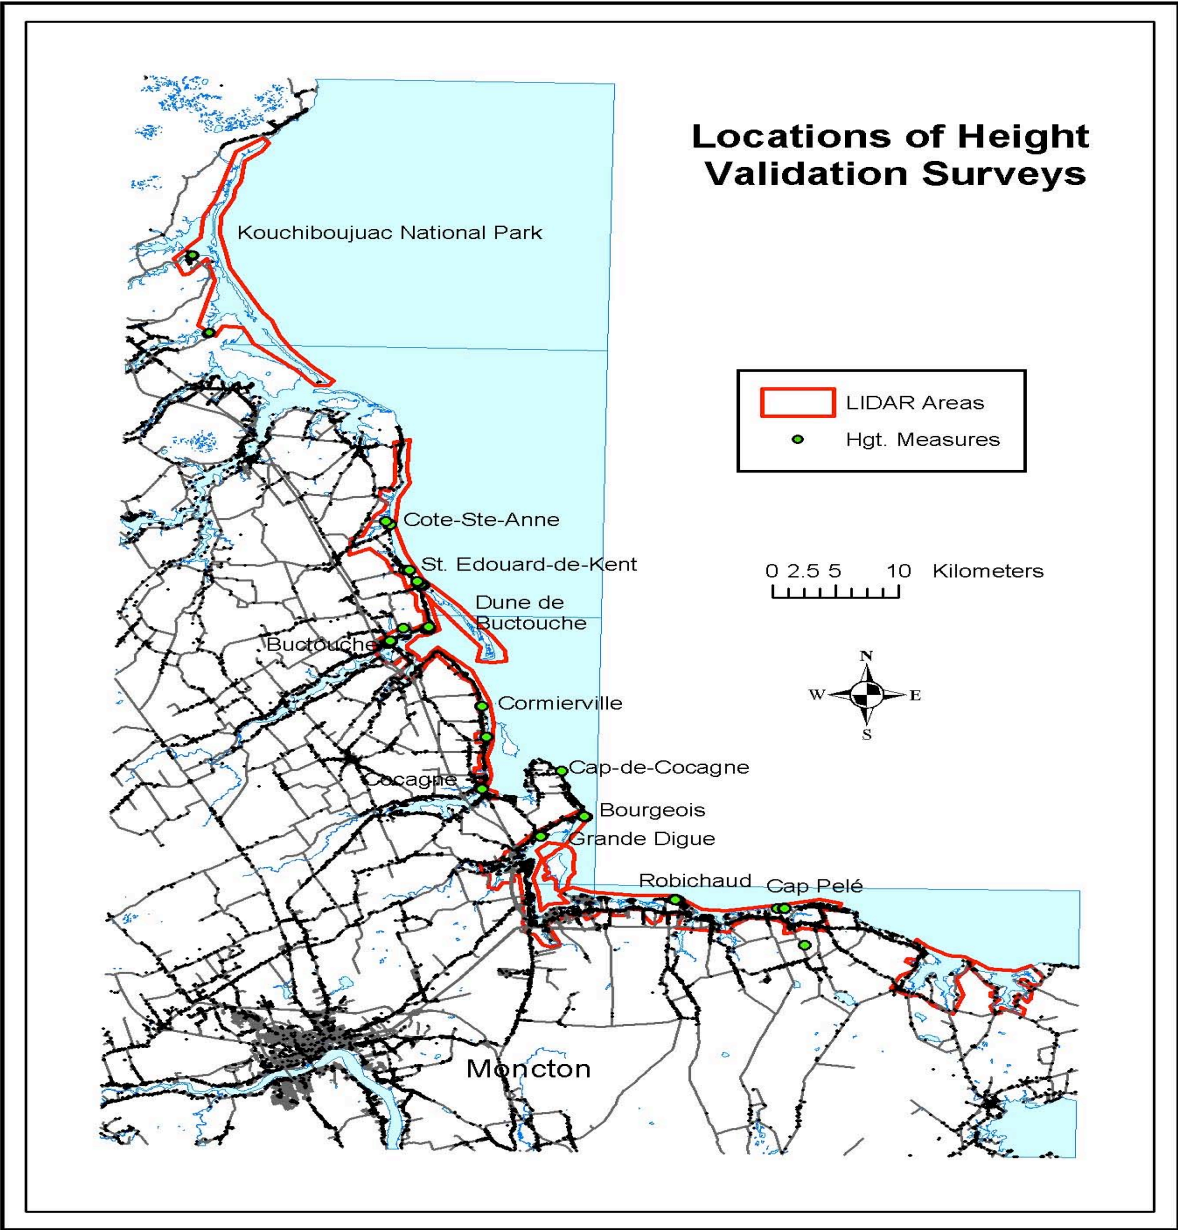 Locations of Height
Validation Surveys
Kouchiboujuac National Park
LIDAR Areas
Hgt. Measures
Cote-Ste-Anne
St. Edouard-de-Kent
0 2.5 5 10 Kilometers
Dune de
Buctouche
Buctouche
N
W E
S
Cormierville
Cap-de-Cocagne
Cocagne
Bourgeois
Grande Digue
Robichaud
Cap Pelé
Moncton